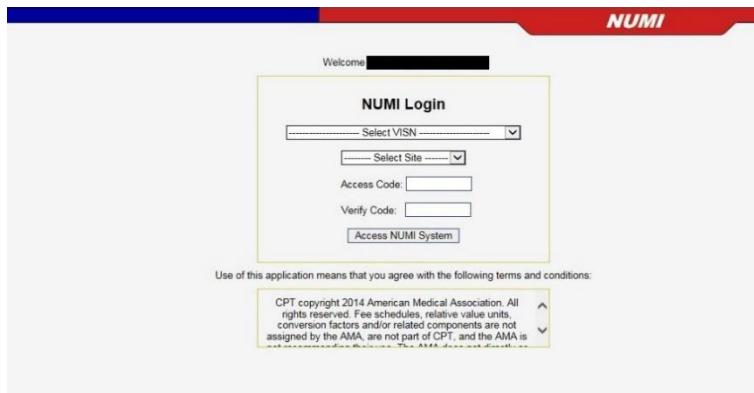 NUMI
Welcome
NUMI Login
--------------------- Select VISN ---------------------
-------- Select Site -------
Access Code:
Verify Code:
Access NUMI System
Use of this application means that you agree with the following terms and conditions:
CPT copyright 2014 American Medical Association. All
rights reserved. Fee schedules, relative value units,
conversion factors and/or related components are not
assigned by the AMA, are not part of CPT, and the AMA is